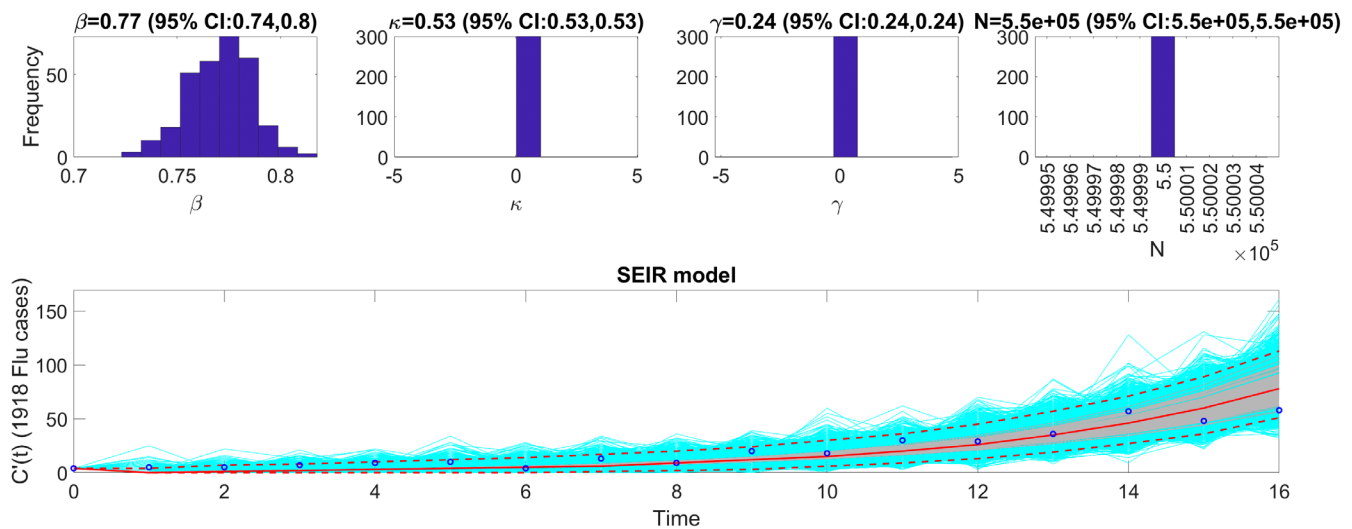 β=0.77 (95% CI:0.74,0.8)
κ=0.53 (95% CI:0.53,0.53)
γ=0.24 (95% CI:0.24,0.24)
N=5.5e+05 (95% CI:5.5e+05,5.5e+05)
Frequency
50
0
0.7 0.75 0.8
β
300
200
100
0
-5 0 5
κ
300
200
100
0
-5 0 5
γ
300
200
100
0
5.49995
5.49996
5.49997
5.49998
5.49999
5.5
5.50001
5.50002
5.50003
5.50004
N
×10⁵
SEIR model
C'(t) (1918 Flu cases)
150
100
50
0
0 2 4 6 8 10 12 14 16
Time